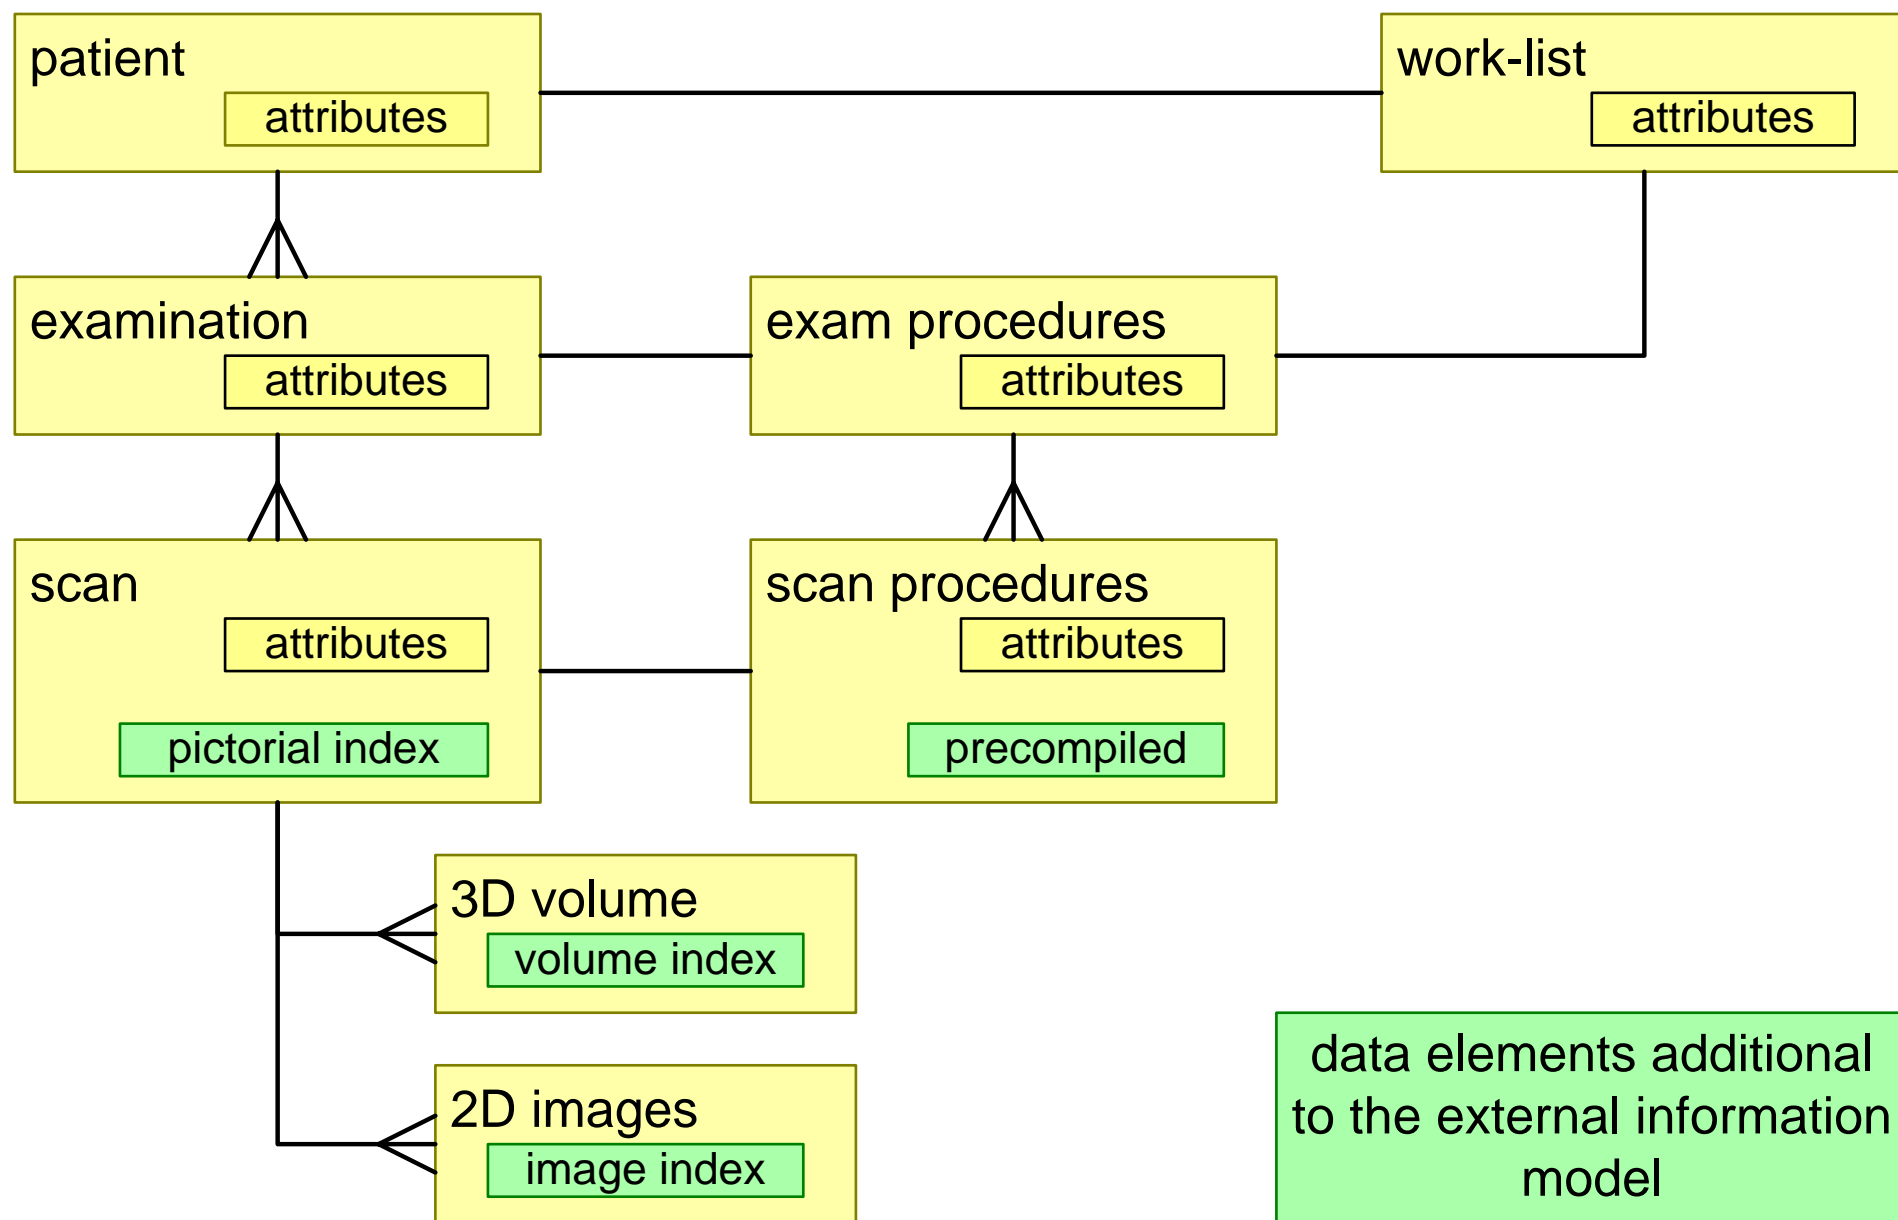 patient
attributes
work-list
attributes
examination
attributes
exam procedures
attributes
scan
attributes
pictorial index
scan procedures
attributes
precompiled
3D volume
volume index
2D images
image index
data elements additional
to the external information
model